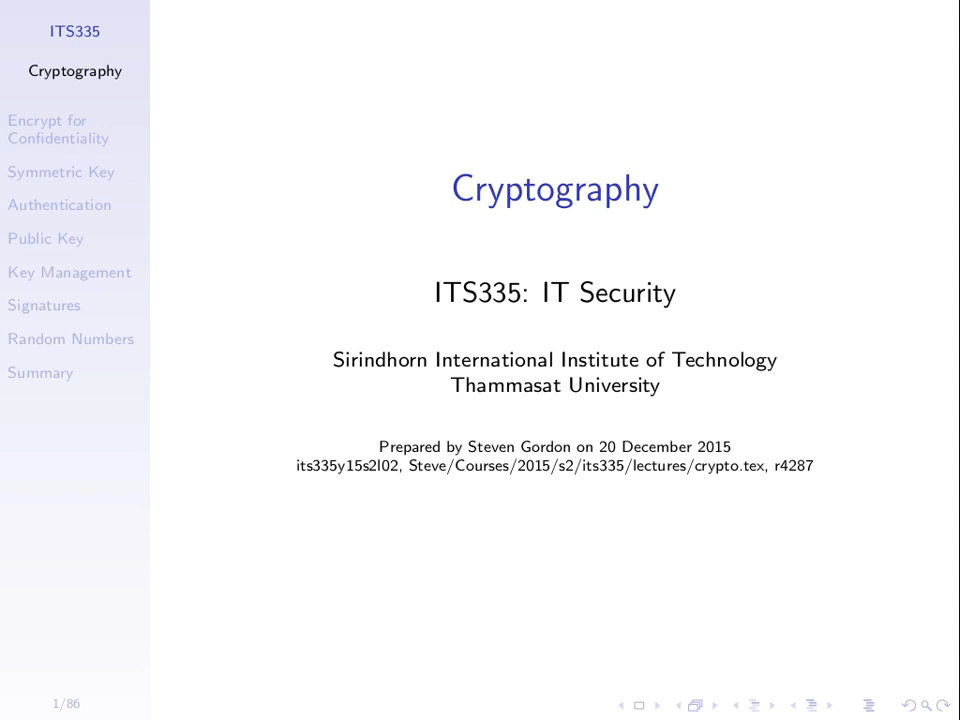 ITS335
Cryptography
Encrypt for
Confidentiality
Symmetric Key
Authentication
Public Key
Key Management
Signatures
Random Numbers
Summary
Cryptography
ITS335: IT Security
Sirindhorn International Institute of Technology
Thammasat University
Prepared by Steven Gordon on 20 December 2015
its335y15s2l02, Steve/Courses/2015/s2/its335/lectures/crypto.tex, r4287
1/86